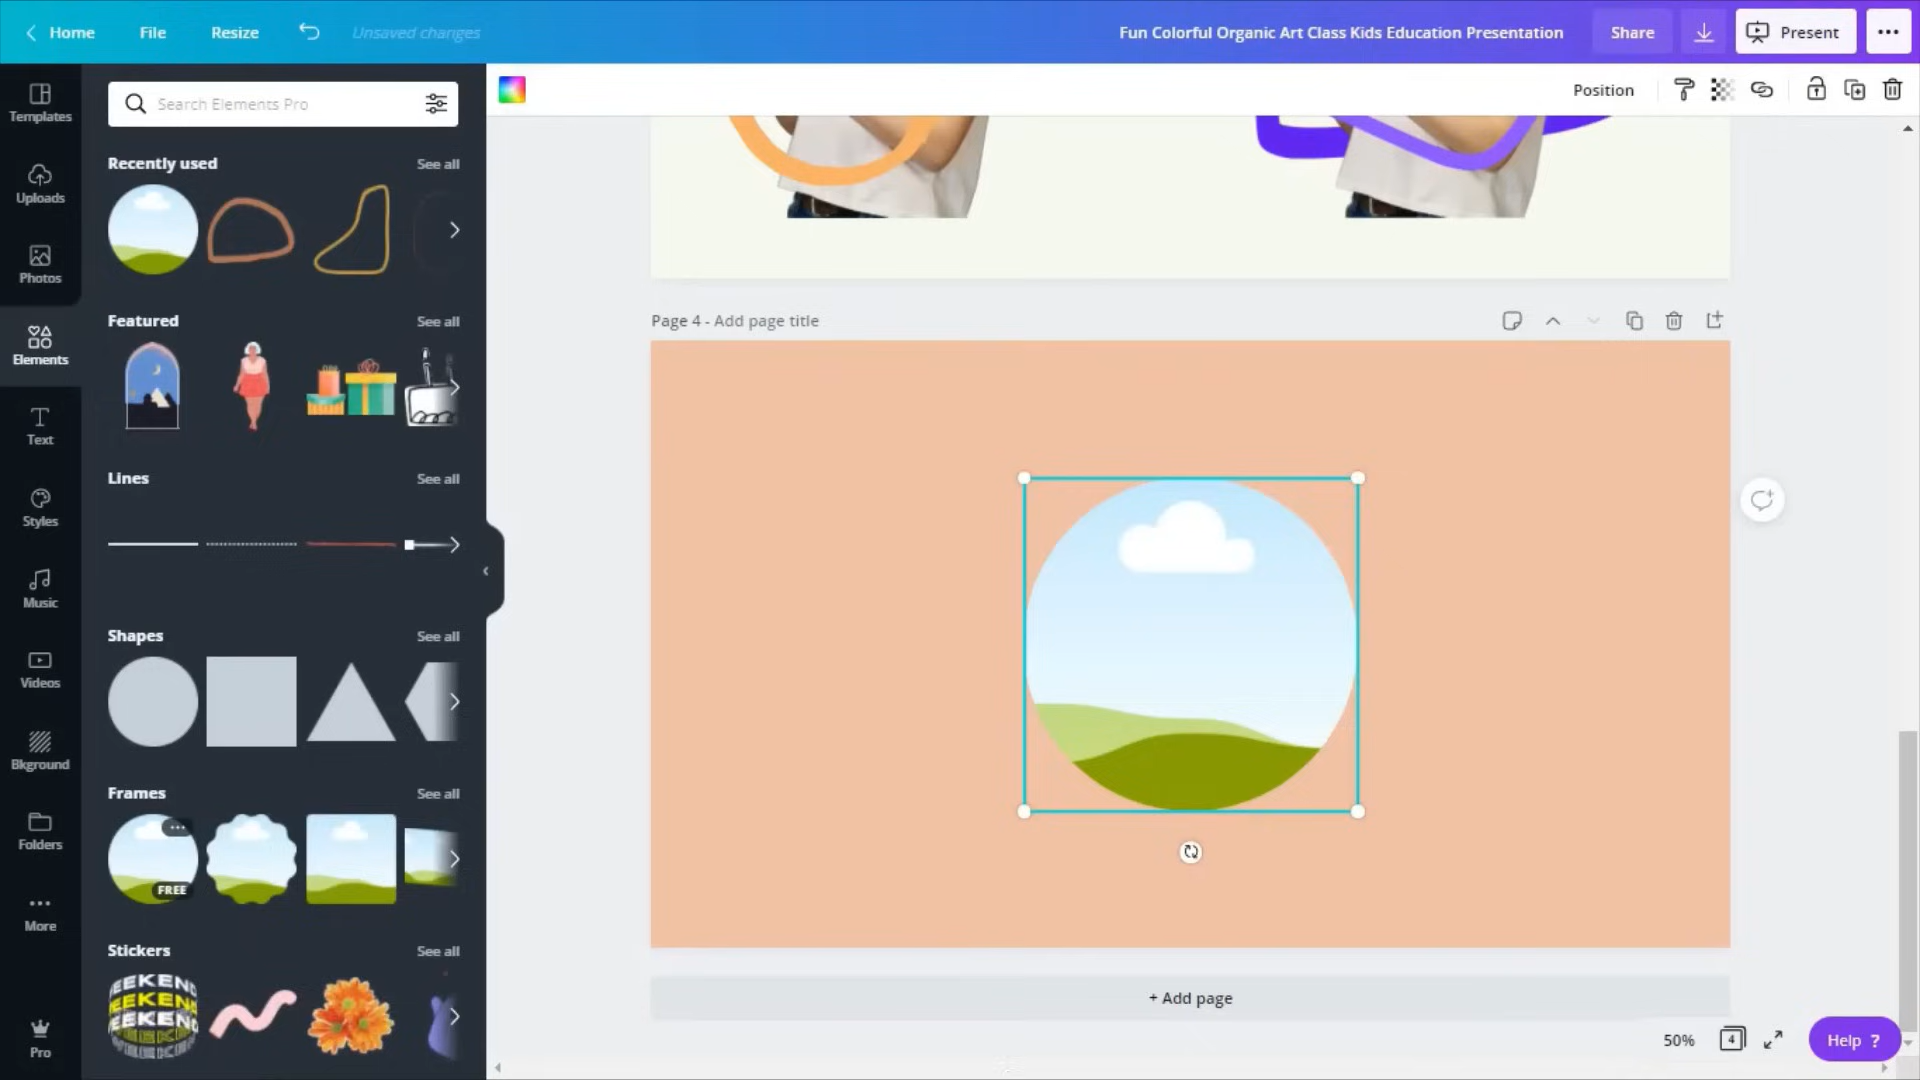 Home
File
Resize
Unsaved changes
Fun Colorful Organic Art Class Kids Education Presentation
Share
Present
Templates
Uploads
Photos
Elements
Text
Styles
Music
Videos
Bkground
Folders
More
Pro
Search Elements Pro
Recently used
See all
Featured
See all
Lines
See all
Shapes
See all
Frames
See all
FREE
Stickers
See all
EEKEND
EEKEN
EEKEND
Position
Page 4 - Add page title
+ Add page
50%
4
Help ?